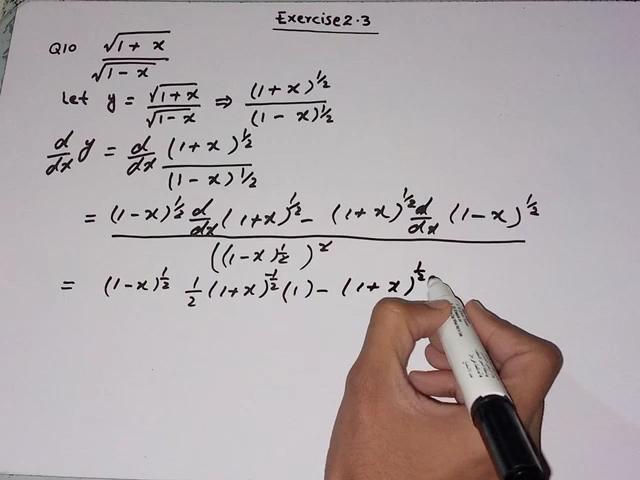 Exercise 2.3
Q10 √(1 + x) / √(1 - x)
Let y = √(1+x) / √(1-x) ⇒ (1+x)^½ / (1-x)^½
d/dx y = d/dx (1+x)^½ / (1-x)^½
= (1-x)^½ d/dx (1+x)^½ - (1+x)^½ d/dx (1-x)^½ / ((1-x)^½)^2
= (1-x)^½ ½ (1+x)^-½ (1) - (1+x)^½